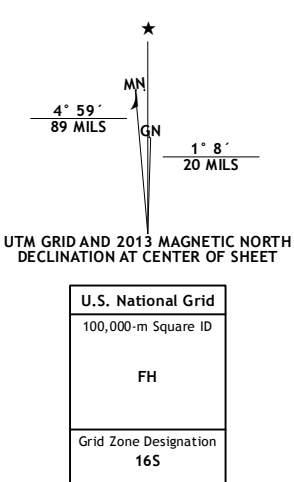 ★
MN
4° 59´
89 MILS
GN
1° 8´
20 MILS
UTM GRID AND 2013 MAGNETIC NORTH
DECLINATION AT CENTER OF SHEET
U.S. National Grid
100,000-m Square ID
FH
Grid Zone Designation
16S